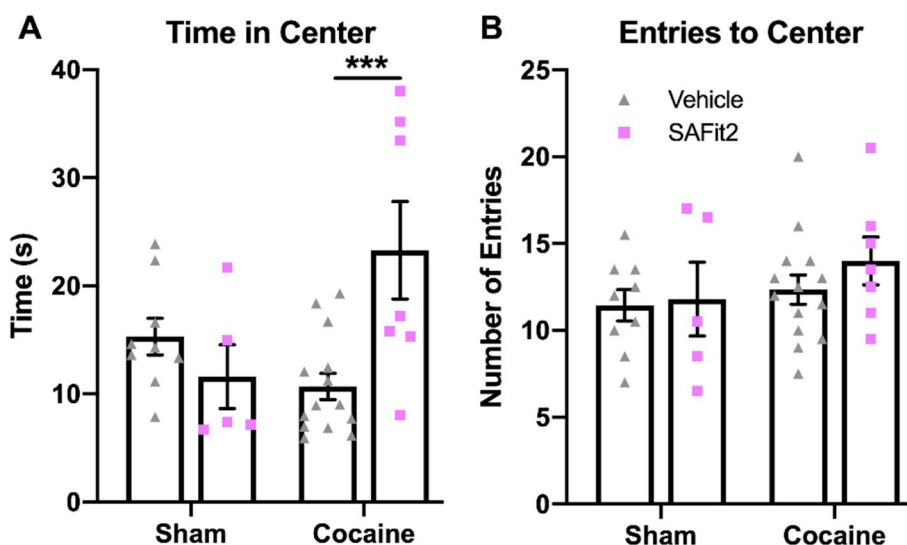 A Time in Center
***
40
30
20
10
0
Time (s)
Sham Cocaine
B Entries to Center
Vehicle
SAFit2
25
20
15
10
5
0
Number of Entries
Sham Cocaine